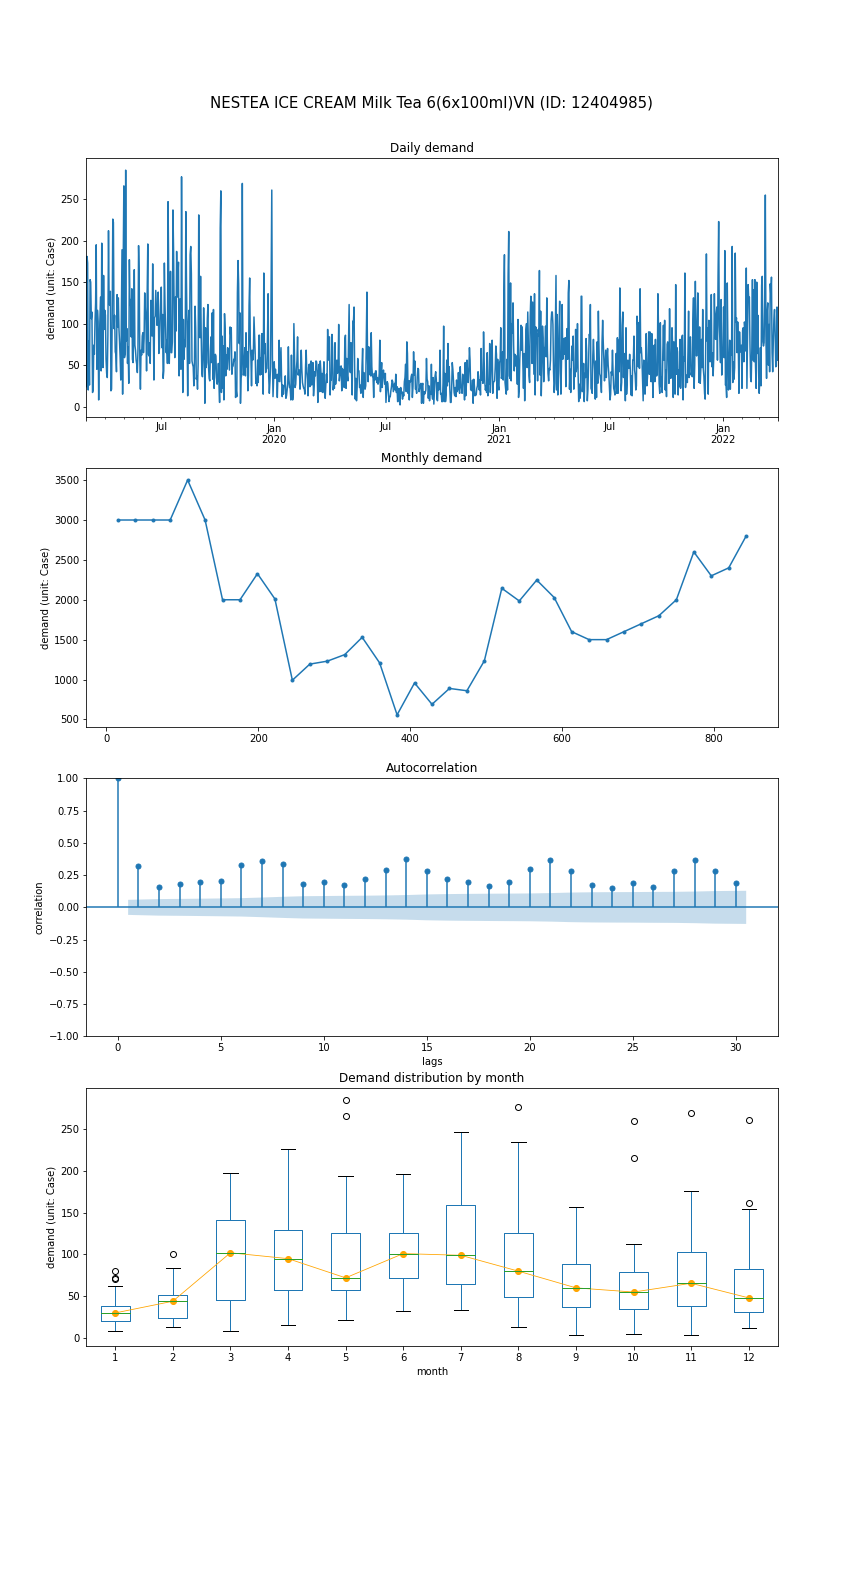 NESTEA ICE CREAM Milk Tea 6(6x100ml)VN (ID: 12404985)
Daily demand
demand (unit: Case)
250
200
150
100
50
0
Jul
Jan
2020
Jul
Jan
2021
Jul
Jan
2022
Monthly demand
demand (unit: Case)
3500
3000
2500
2000
1500
1000
500
0 200 400 600 800
Autocorrelation
correlation
1.00
0.75
0.50
0.25
0.00
−0.25
−0.50
−0.75
−1.00
0 5 10 15 20 25 30
lags
Demand distribution by month
demand (unit: Case)
250
200
150
100
50
0
1 2 3 4 5 6 7 8 9 10 11 12
month